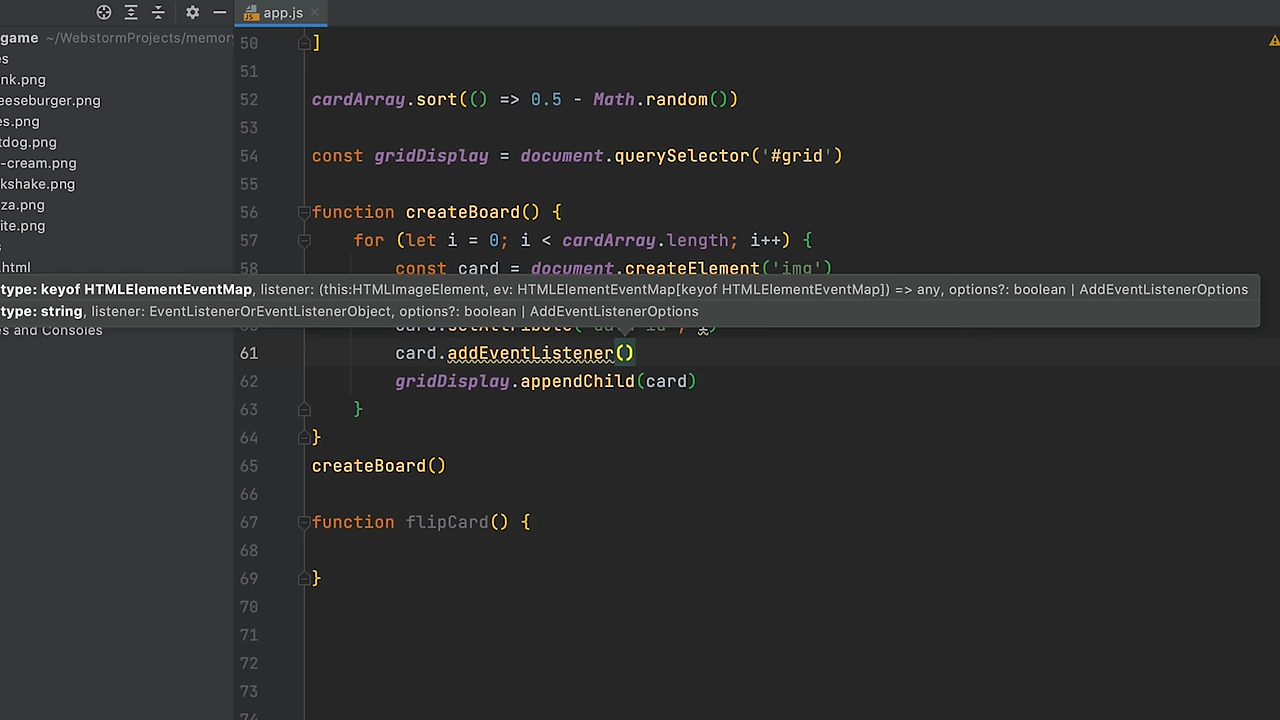 app.js
game ~/WebstormProjects/memory
es
nk.png
eeseburger.png
es.png
tdog.png
-cream.png
kshake.png
za.png
ite.png
s
.html
es and Consoles
50 ]
51
52 cardArray.sort(() => 0.5 - Math.random())
53
54 const gridDisplay = document.querySelector('#grid')
55
56 function createBoard() {
57 for (let i = 0; i < cardArray.length; i++) {
58 const card = document.createElement('img')
type: keyof HTMLElementEventMap, listener: (this:HTMLImageElement, ev: HTMLElementEventMap[keyof HTMLElementEventMap]) => any, options?: boolean | AddEventListenerOptions
type: string, listener: EventListenerOrEventListenerObject, options?: boolean | AddEventListenerOptions
61 card.addEventListener()
62 gridDisplay.appendChild(card)
63 }
64 }
65 createBoard()
66
67 function flipCard() {
68
69 }
70
71
72
73